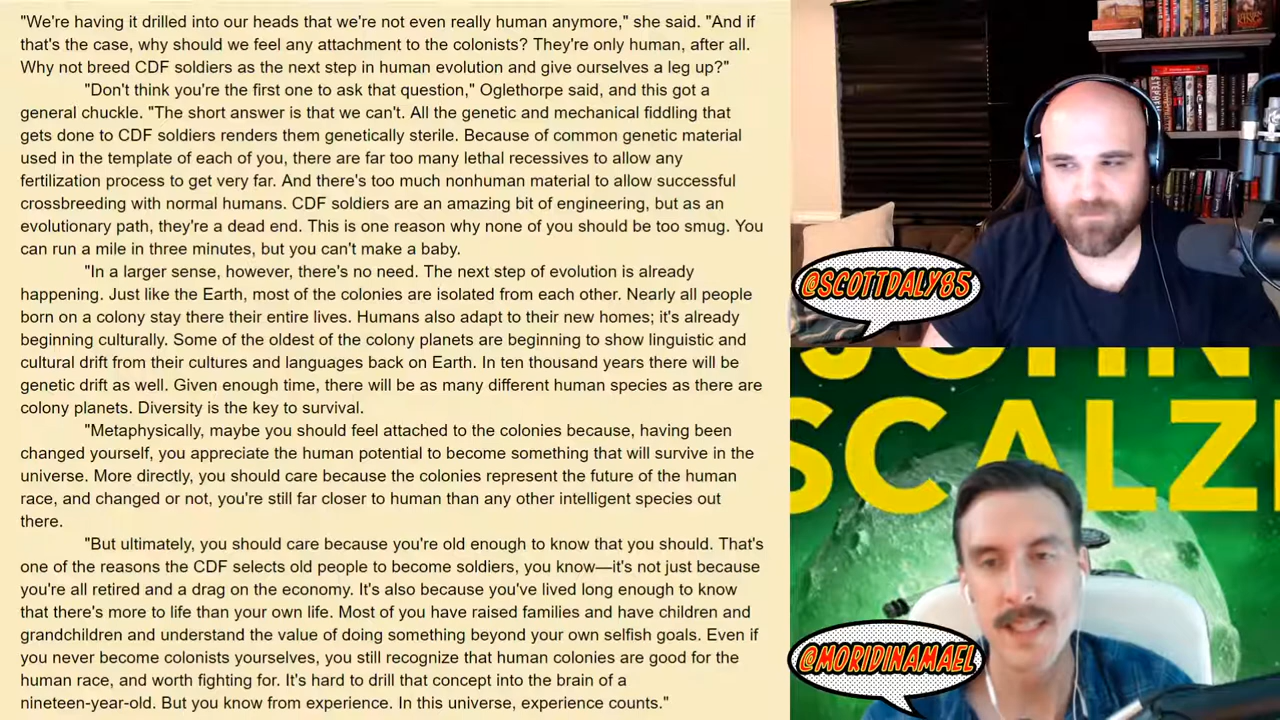 "We're having it drilled into our heads that we're not even really human anymore," she said. "And if
that's the case, why should we feel any attachment to the colonists? They're only human, after all.
Why not breed CDF soldiers as the next step in human evolution and give ourselves a leg up?"
"Don't think you're the first one to ask that question," Oglethorpe said, and this got a
general chuckle. "The short answer is that we can't. All the genetic and mechanical fiddling that
gets done to CDF soldiers renders them genetically sterile. Because of common genetic material
used in the template of each of you, there are far too many lethal recessives to allow any
fertilization process to get very far. And there's too much nonhuman material to allow successful
crossbreeding with normal humans. CDF soldiers are an amazing bit of engineering, but as an
evolutionary path, they're a dead end. This is one reason why none of you should be too smug. You
can run a mile in three minutes, but you can't make a baby.
"In a larger sense, however, there's no need. The next step of evolution is already
happening. Just like the Earth, most of the colonies are isolated from each other. Nearly all people
born on a colony stay there their entire lives. Humans also adapt to their new homes; it's already
beginning culturally. Some of the oldest of the colony planets are beginning to show linguistic and
cultural drift from their cultures and languages back on Earth. In ten thousand years there will be
genetic drift as well. Given enough time, there will be as many different human species as there are
colony planets. Diversity is the key to survival.
"Metaphysically, maybe you should feel attached to the colonies because, having been
changed yourself, you appreciate the human potential to become something that will survive in the
universe. More directly, you should care because the colonies represent the future of the human
race, and changed or not, you're still far closer to human than any other intelligent species out
there.
"But ultimately, you should care because you're old enough to know that you should. That's
one of the reasons the CDF selects old people to become soldiers, you know—it's not just because
you're all retired and a drag on the economy. It's also because you've lived long enough to know
that there's more to life than your own life. Most of you have raised families and have children and
grandchildren and understand the value of doing something beyond your own selfish goals. Even if
you never become colonists yourselves, you still recognize that human colonies are good for the
human race, and worth fighting for. It's hard to drill that concept into the brain of a
nineteen-year-old. But you know from experience. In this universe, experience counts."
@SCOTTDALY85
JOHN
SCALZI
@MORIDINAMAEL